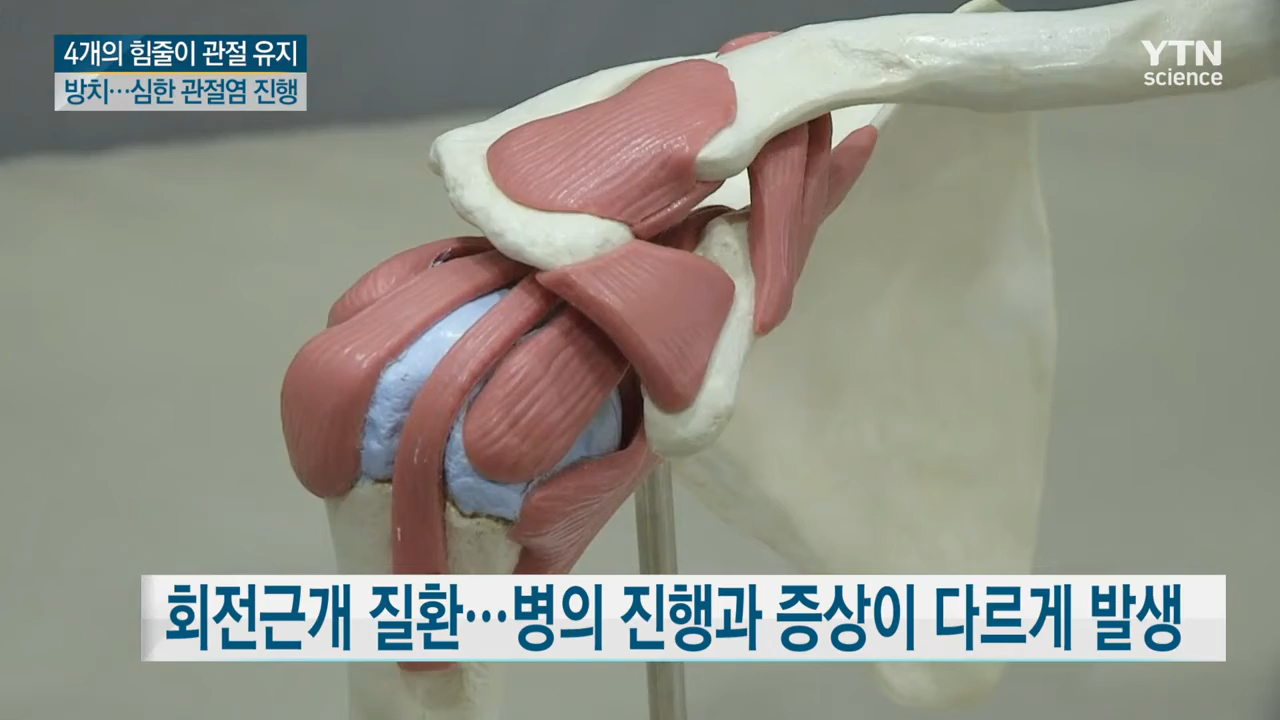 4개의 힘줄이 관절 유지
방치…심한 관절염 진행
YTN
science
회전근개 질환…병의 진행과 증상이 다르게 발생